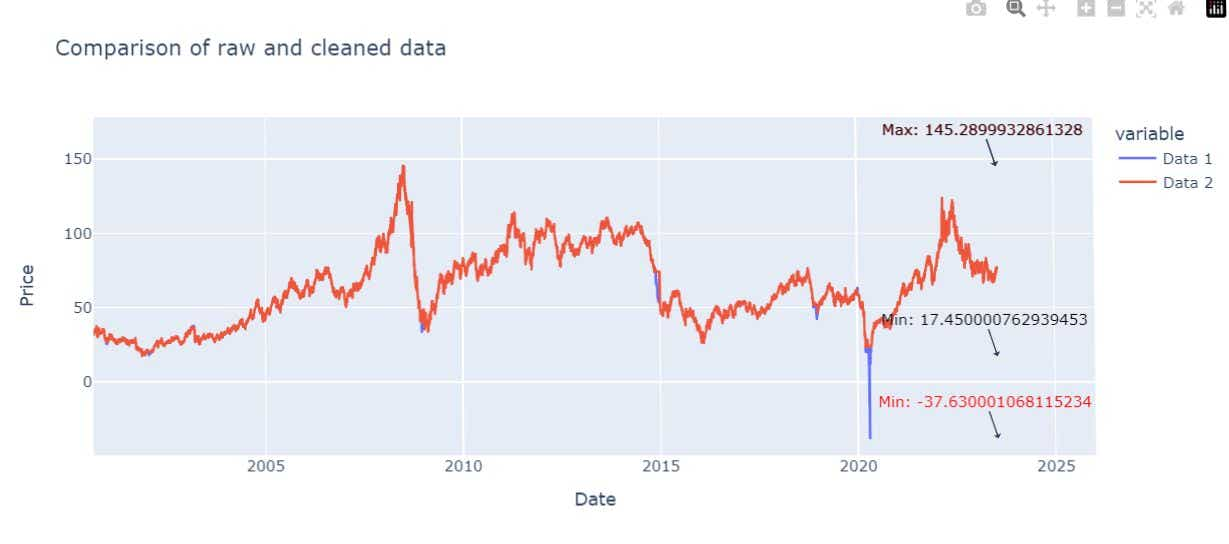 Comparison of raw and cleaned data
Max: 145.2899932861328
variable
Data 1
Data 2
150
100
50
0
Price
Min: 17.450000762939453
Min: -37.630001068115234
2005 2010 2015 2020 2025
Date